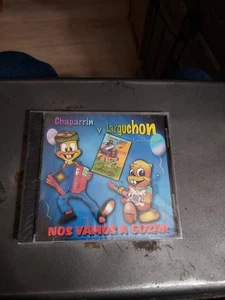 Chaparrin
y Larguchon
NOS VAMOS A GOZAR